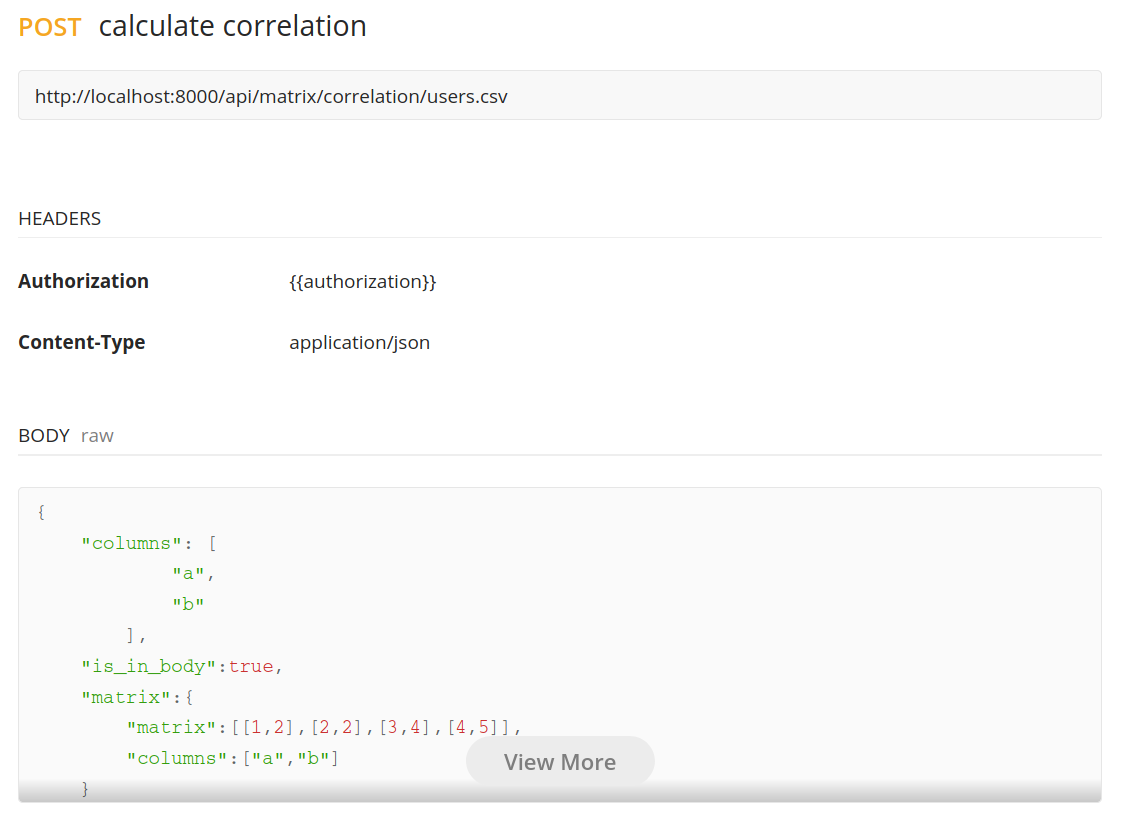 POST calculate correlation
http://localhost:8000/api/matrix/correlation/users.csv
HEADERS
Authorization {{authorization}}
Content-Type application/json
BODY raw
{
"columns": [
"a",
"b"
],
"is_in_body":true,
"matrix":{
"matrix":[[1,2],[2,2],[3,4],[4,5]],
"columns":["a","b"]
View More
}